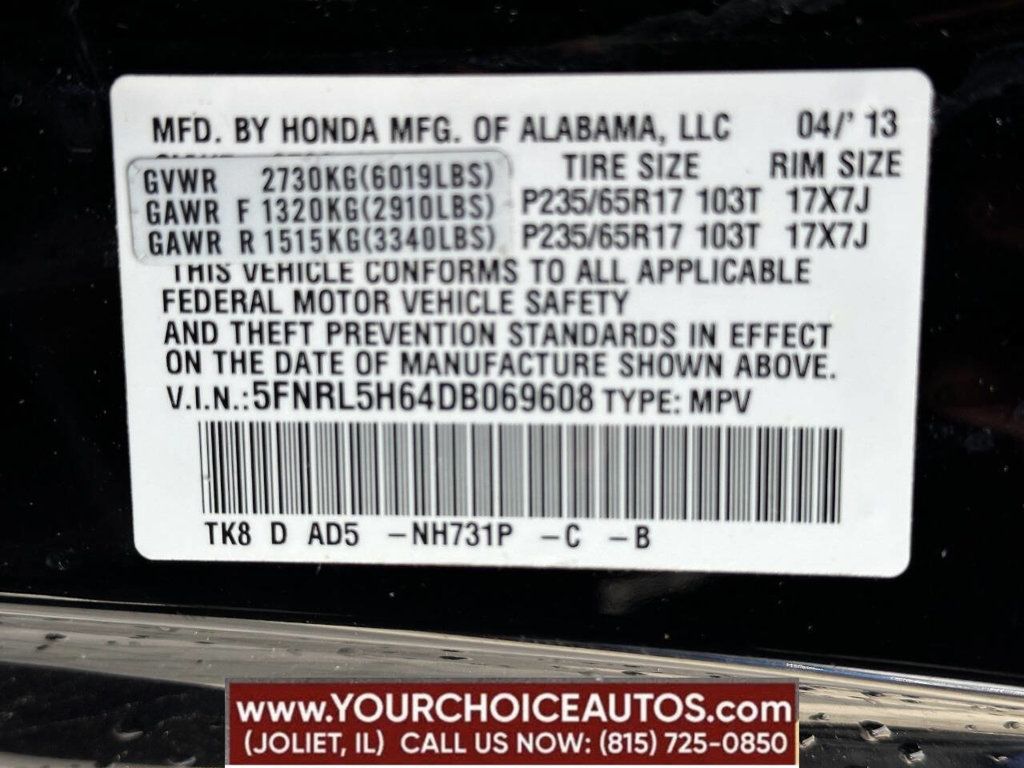 MFD. BY HONDA MFG. OF ALABAMA, LLC 04/' 13
TIRE SIZE RIM SIZE
GVWR 2730KG(6019LBS)
GAWR F 1320KG(2910LBS) P235/65R17 103T 17X7J
GAWR R 1515KG(3340LBS) P235/65R17 103T 17X7J
THIS VEHICLE CONFORMS TO ALL APPLICABLE
FEDERAL MOTOR VEHICLE SAFETY
AND THEFT PREVENTION STANDARDS IN EFFECT
ON THE DATE OF MANUFACTURE SHOWN ABOVE.
V.I.N.:5FNRL5H64DB069608 TYPE: MPV
TK8 D AD5 –NH731P –C –B
www.YOURCHOICEAUTOS.com
(JOLIET, IL) CALL US NOW: (815) 725-0850